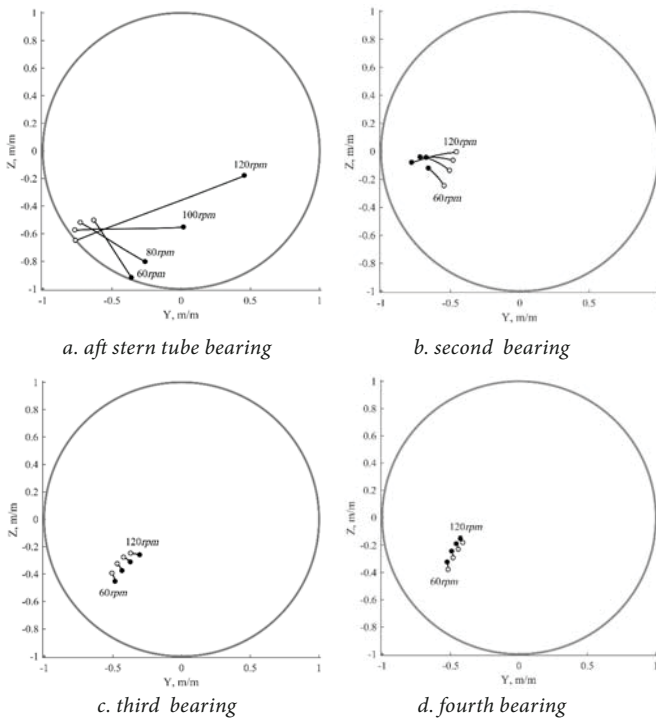 1
0.8
0.6
0.4
0.2
0
-0.2
-0.4
-0.6
-0.8
-1
Z, m/m
120rpm
100rpm
80rpm
60rpm
-1 -0.5 0 0.5 1
Y, m/m
a. aft stern tube bearing
1
0.8
0.6
0.4
0.2
0
-0.2
-0.4
-0.6
-0.8
-1
Z, m/m
120rpm
60rpm
-1 -0.5 0 0.5 1
Y, m/m
b. second bearing
1
0.8
0.6
0.4
0.2
0
-0.2
-0.4
-0.6
-0.8
-1
Z, m/m
120rpm
60rpm
-1 -0.5 0 0.5 1
Y, m/m
c. third bearing
1
0.8
0.6
0.4
0.2
0
-0.2
-0.4
-0.6
-0.8
-1
Z, m/m
120rpm
60rpm
-1 -0.5 0 0.5 1
Y, m/m
d. fourth bearing